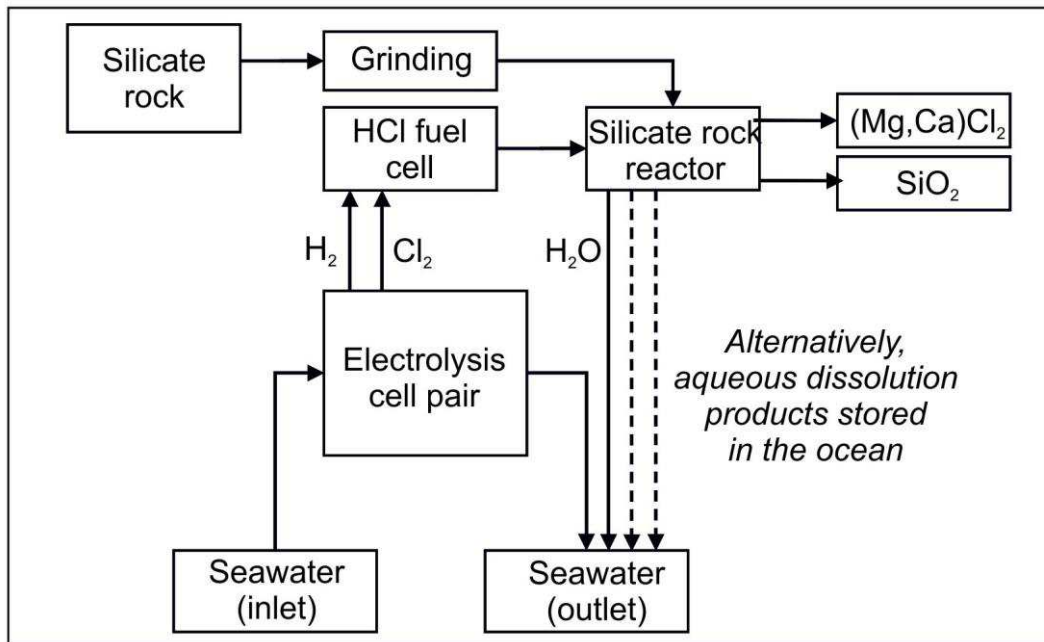 Silicate
rock
Grinding
HCl fuel
cell
Silicate rock
reactor
(Mg,Ca)Cl₂
SiO₂
H₂
Cl₂
H₂O
Electrolysis
cell pair
Alternatively,
aqueous dissolution
products stored
in the ocean
Seawater
(inlet)
Seawater
(outlet)